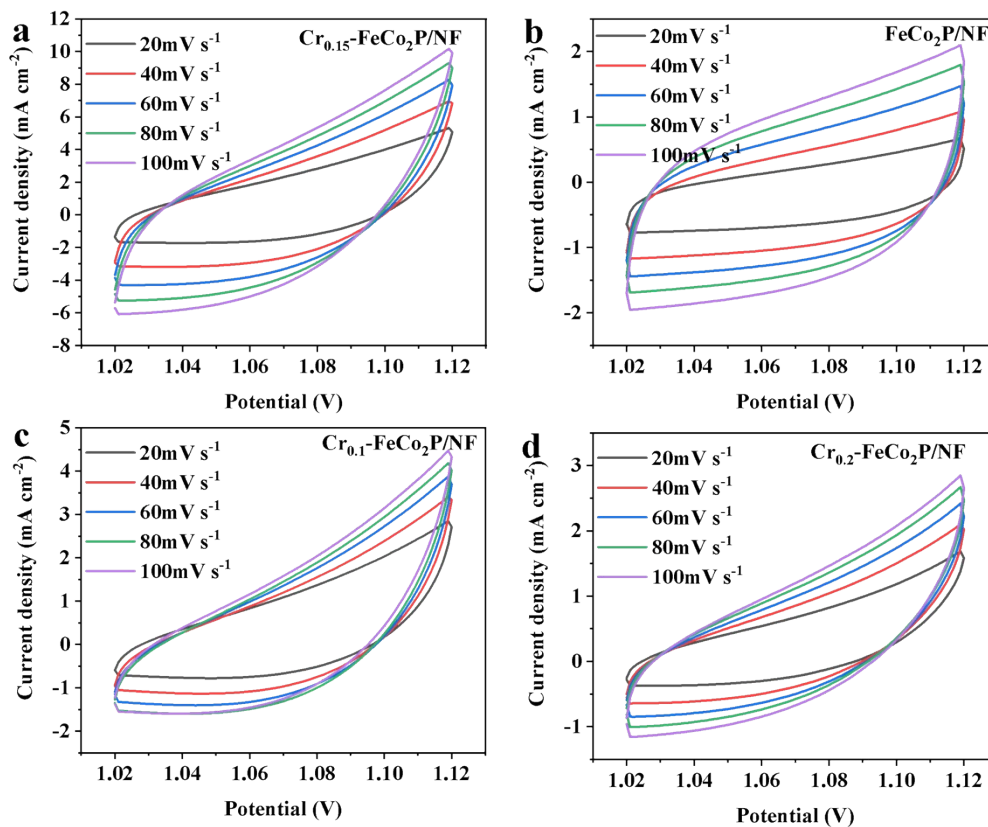 a
Cr₀.₁₅-FeCo₂P/NF
20mV s⁻¹
40mV s⁻¹
60mV s⁻¹
80mV s⁻¹
100mV s⁻¹
12
10
8
6
4
2
0
-2
-4
-6
-8
Current density (mA cm⁻²)
1.02 1.04 1.06 1.08 1.10 1.12
Potential (V)
b
FeCo₂P/NF
20mV s⁻¹
40mV s⁻¹
60mV s⁻¹
80mV s⁻¹
100mV s⁻¹
2
1
0
-1
-2
Current density (mA cm⁻²)
1.02 1.04 1.06 1.08 1.10 1.12
Potential (V)
c
Cr₀.₁-FeCo₂P/NF
20mV s⁻¹
40mV s⁻¹
60mV s⁻¹
80mV s⁻¹
100mV s⁻¹
5
4
3
2
1
0
-1
-2
Current density (mA cm⁻²)
1.02 1.04 1.06 1.08 1.10 1.12
Potential (V)
d
Cr₀.₂-FeCo₂P/NF
20mV s⁻¹
40mV s⁻¹
60mV s⁻¹
80mV s⁻¹
100mV s⁻¹
3
2
1
0
-1
Current density (mA cm⁻²)
1.02 1.04 1.06 1.08 1.10 1.12
Potential (V)